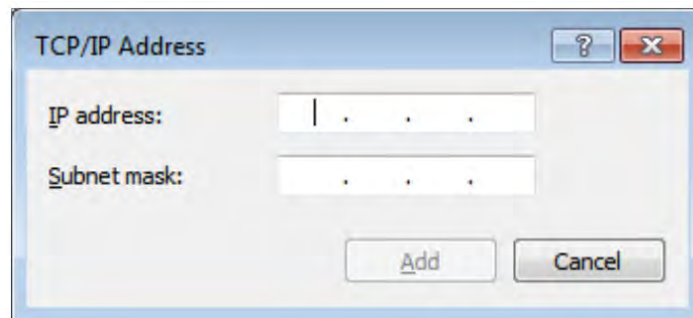 TCP/IP Address
IP address: . . .
Subnet mask: . . .
Add Cancel